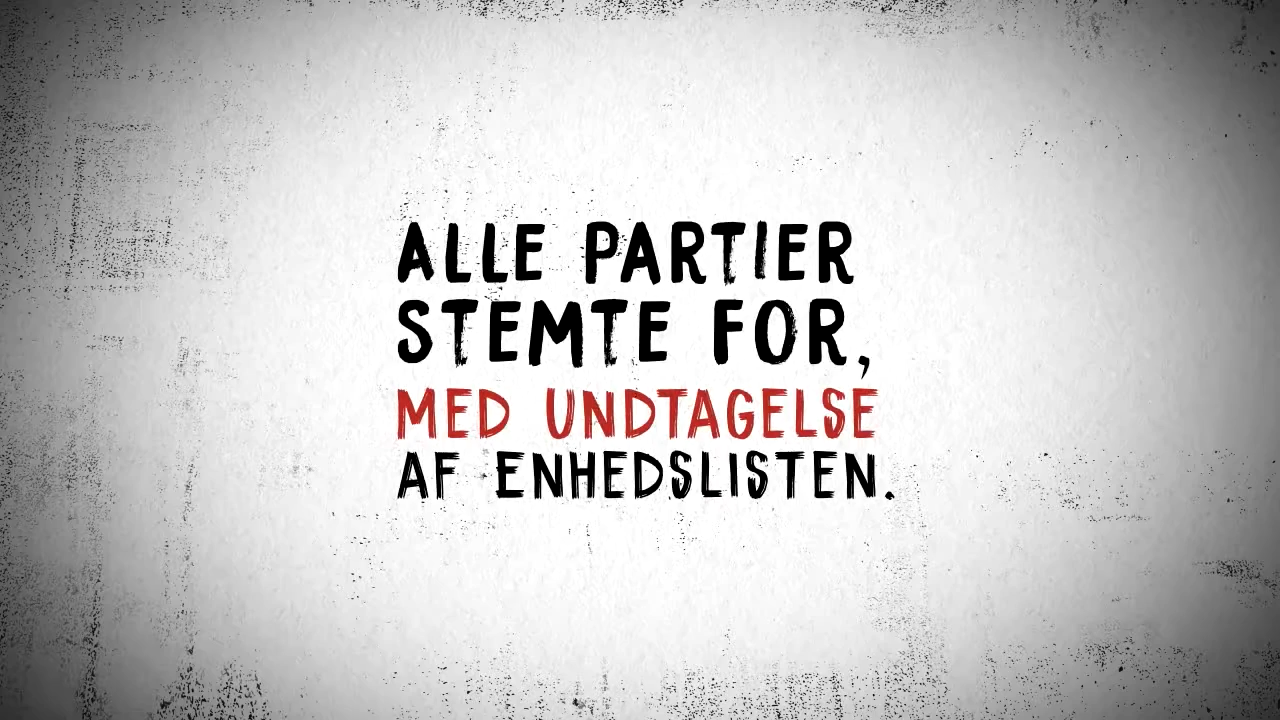 ALLE PARTIER
STEMTE FOR,
MED UNDTAGELSE
AF ENHEDSLISTEN.